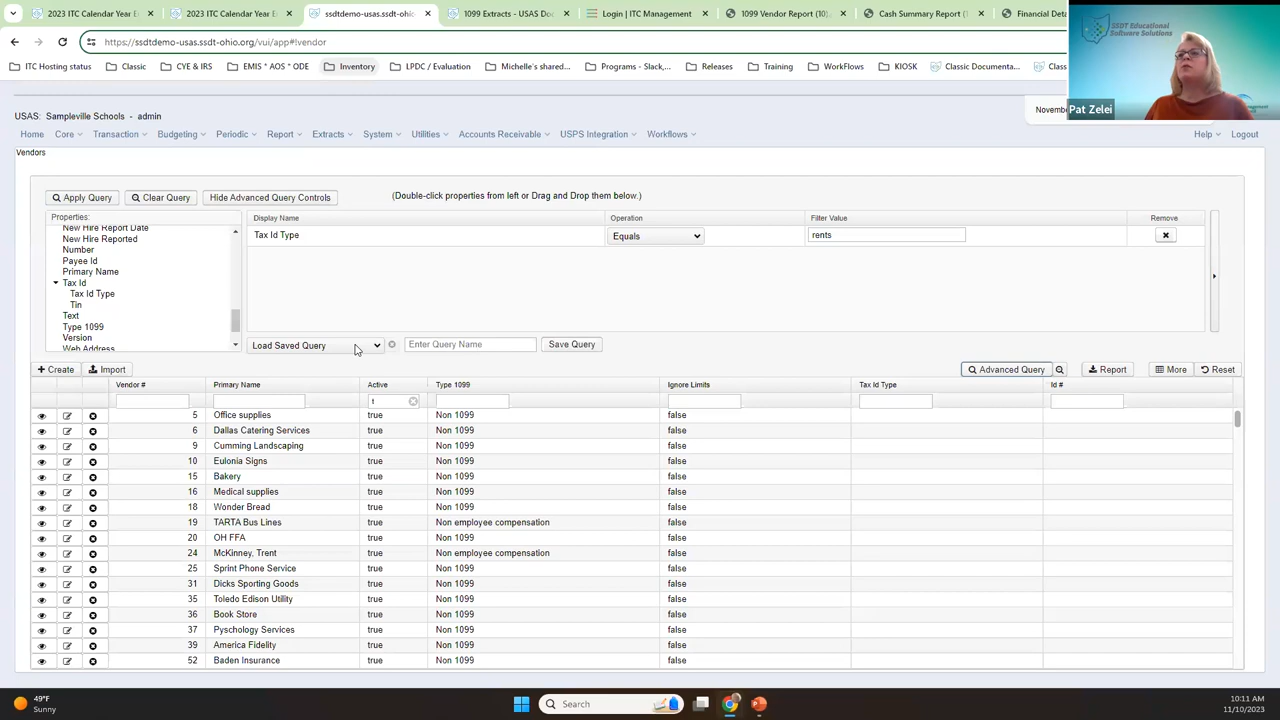 2023 ITC Calendar Year E
2023 ITC Calendar Year E
ssdtdemo-usas.ssdt-ohio
1099 Extracts - USAS Doc
Login | ITC Management
1099 Vendor Report (10)
Cash Summary Report (1
Financial Deta
https://ssdtdemo-usas.ssdt-ohio.org/vui/app#!vendor
ITC Hosting status
Classic
CYE & IRS
EMIS * AOS * ODE
Inventory
LPDC / Evaluation
Michelle's shared...
Programs - Slack,...
Releases
Training
WorkFlows
KIOSK
Classic Documenta...
SSDT Educational
Software Solutions
Pat Zelei
USAS: Sampleville Schools - admin
Novem
Home Core Transaction Budgeting Periodic Report Extracts System Utilities Accounts Receivable USPS Integration Workflows Help Logout
Vendors
Apply Query Clear Query Hide Advanced Query Controls (Double-click properties from left or Drag and Drop them below.)
Properties:
New Hire Report Date
New Hire Reported
Number
Payee Id
Primary Name
Tax Id
Tax Id Type
Tin
Text
Type 1099
Version
Web Address
Display Name Operation Filter Value Remove
Tax Id Type Equals rents
Load Saved Query Enter Query Name Save Query
Create Import Advanced Query Report More Reset
Vendor # Primary Name Active Type 1099 Ignore Limits Tax Id Type Id #
t
5 Office supplies true Non 1099 false
6 Dallas Catering Services true Non 1099 false
9 Cumming Landscaping true Non 1099 false
10 Eulonia Signs true Non 1099 false
15 Bakery true Non 1099 false
16 Medical supplies true Non 1099 false
18 Wonder Bread true Non 1099 false
19 TARTA Bus Lines true Non employee compensation false
20 OH FFA true Non 1099 false
24 McKinney, Trent true Non employee compensation false
25 Sprint Phone Service true Non 1099 false
31 Dicks Sporting Goods true Non 1099 false
35 Toledo Edison Utility true Non 1099 false
36 Book Store true Non 1099 false
37 Pyschology Services true Non 1099 false
39 America Fidelity true Non 1099 false
52 Baden Insurance true Non 1099 false
49°F
Sunny
Search
10:11 AM
11/10/2023